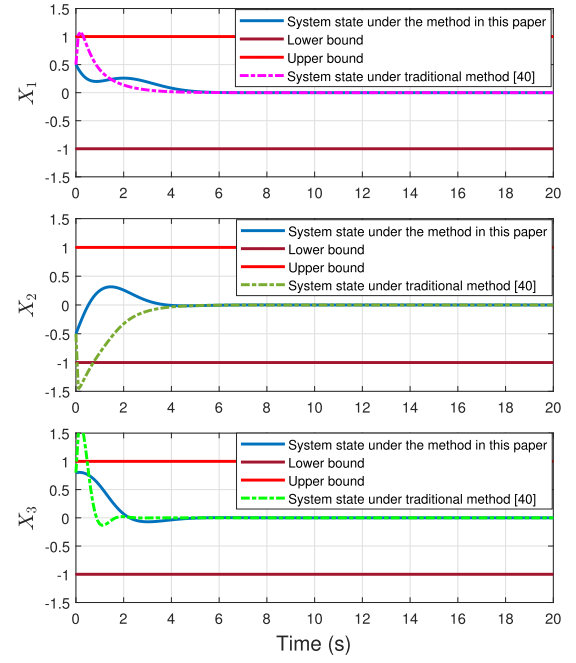 1.5
1
0.5
0
-0.5
-1
-1.5
X1
System state under the method in this paper
Lower bound
Upper bound
System state under traditional method [40]
0 2 4 6 8 10 12 14 16 18 20
1.5
1
0.5
0
-0.5
-1
-1.5
X2
System state under the method in this paper
Lower bound
Upper bound
System state under traditional method [40]
0 2 4 6 8 10 12 14 16 18 20
1.5
1
0.5
0
-0.5
-1
-1.5
X3
System state under the method in this paper
Lower bound
Upper bound
System state under traditional method [40]
0 2 4 6 8 10 12 14 16 18 20
Time (s)